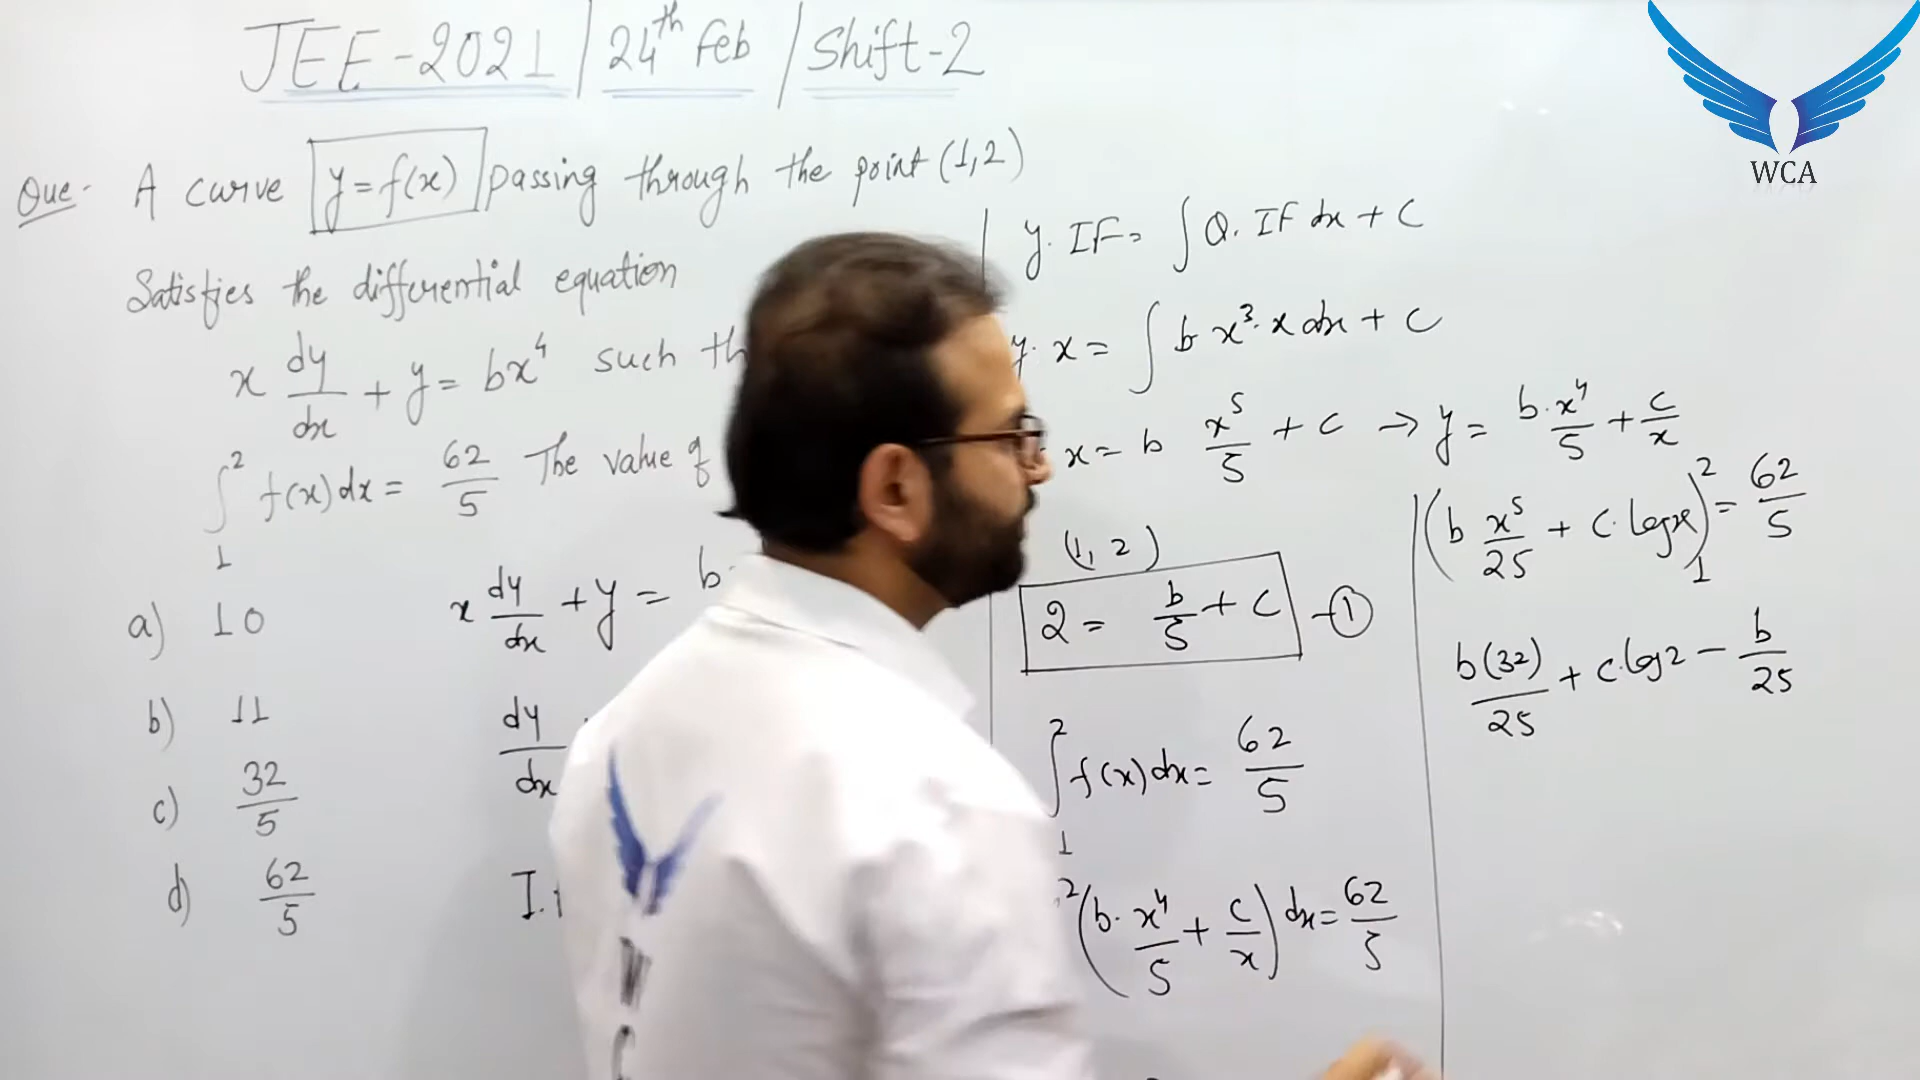 JEE-2021 / 24th Feb / Shift-2
WCA
Que- A curve y = f(x) passing through the point (1,2)
Satisfies the differential equation
x dy/dx + y = bx⁴ such
∫₁² f(x) dx = 62/5 The value of
a) 10
b) 11
c) 32/5
d) 62/5
x dy/dx + y = b.
dy/dx
y. IF = ∫ Q. IF dx + C
y. x = ∫ b x³. x dx + C
x = b x⁵/5 + C → y = b. x⁴/5 + C/x
(1, 2)
2 = b/5 + C -①
∫₁² f(x) dx = 62/5
² (b. x⁴/5 + C/x) dx = 62/5
(b x⁵/25 + C. log x)₁² = 62/5
b(32)/25 + C. log2 - b/25
W